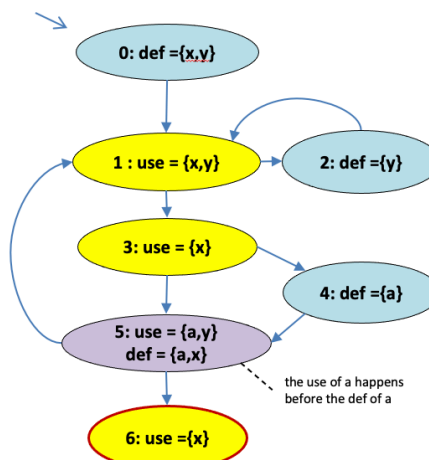 0: def ={x,y}
1 : use = {x,y}
2: def ={y}
3: use = {x}
4: def ={a}
5: use = {a,y}
def = {a,x}
the use of a happens
before the def of a
6: use ={x}